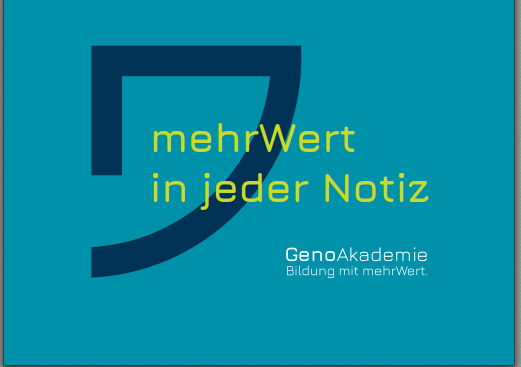 mehrWert
in jeder Notiz
GenoAkademie
Bildung mit mehrWert.